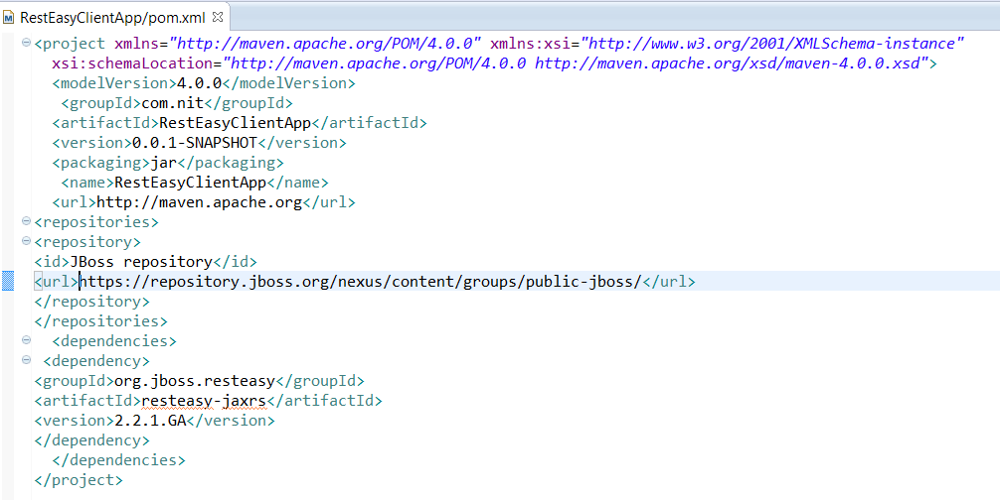 RestEasyClientApp/pom.xml
<project xmlns="http://maven.apache.org/POM/4.0.0" xmlns:xsi="http://www.w3.org/2001/XMLSchema-instance"
xsi:schemaLocation="http://maven.apache.org/POM/4.0.0 http://maven.apache.org/xsd/maven-4.0.0.xsd">
<modelVersion>4.0.0</modelVersion>
<groupId>com.nit</groupId>
<artifactId>RestEasyClientApp</artifactId>
<version>0.0.1-SNAPSHOT</version>
<packaging>jar</packaging>
<name>RestEasyClientApp</name>
<url>http://maven.apache.org</url>
<repositories>
<repository>
<id>JBoss repository</id>
<url>https://repository.jboss.org/nexus/content/groups/public-jboss/</url>
</repository>
</repositories>
<dependencies>
<dependency>
<groupId>org.jboss.resteasy</groupId>
<artifactId>resteasy-jaxrs</artifactId>
<version>2.2.1.GA</version>
</dependency>
</dependencies>
</project>